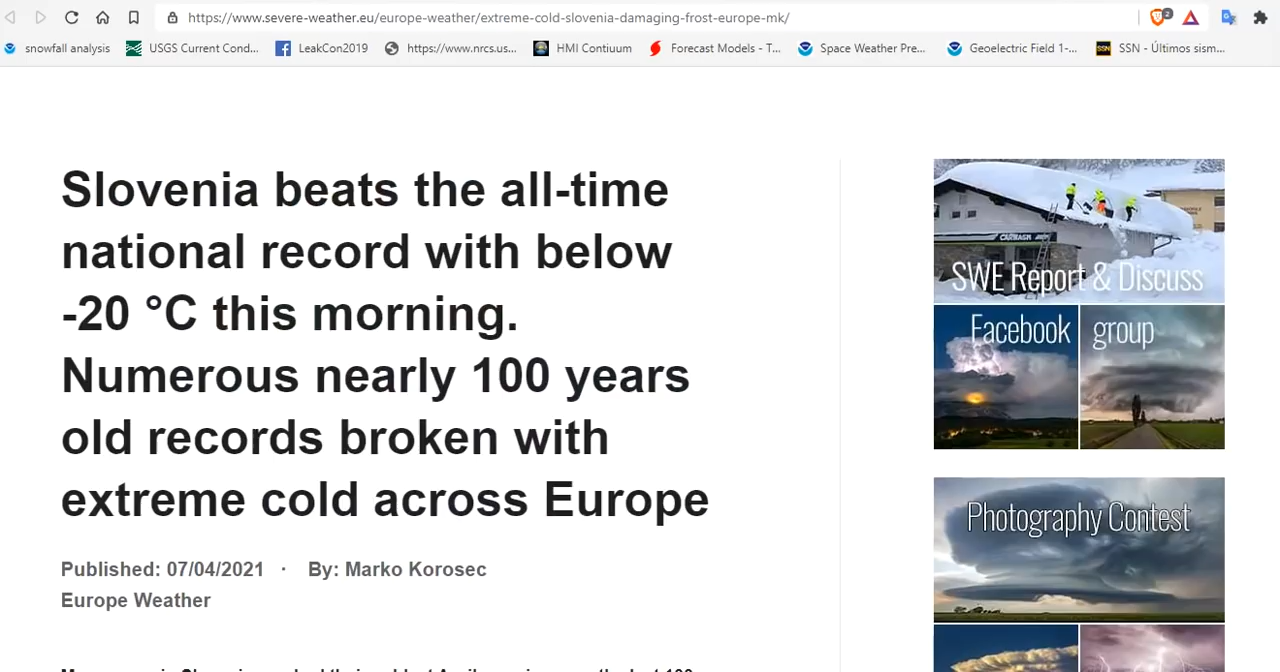 https://www.severe-weather.eu/europe-weather/extreme-cold-slovenia-damaging-frost-europe-mk/
2
snowfall analysis
USGS Current Cond...
LeakCon2019
https://www.nrcs.us...
HMI Contiuum
Forecast Models - T...
Space Weather Pre...
Geoelectric Field 1-...
SSN
SSN - Últimos sism...
Slovenia beats the all-time
national record with below
-20 °C this morning.
Numerous nearly 100 years
old records broken with
extreme cold across Europe
Published: 07/04/2021 · By: Marko Korosec
Europe Weather
SWE Report & Discuss
Facebook group
Photography Contest